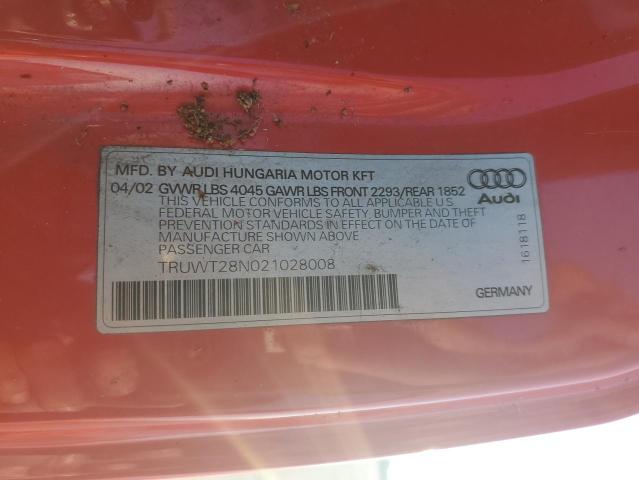 MFD. BY AUDI HUNGARIA MOTOR KFT
04/02 GVWR LBS 4045 GAWR LBS FRONT 2293/REAR 1852
THIS VEHICLE CONFORMS TO ALL APPLICABLE U.S.
FEDERAL MOTOR VEHICLE SAFETY, BUMPER AND THEFT
PREVENTION STANDARDS IN EFFECT ON THE DATE OF
MANUFACTURE SHOWN ABOVE
PASSENGER CAR
TRUWT28N021028008
Audi
1618118
GERMANY